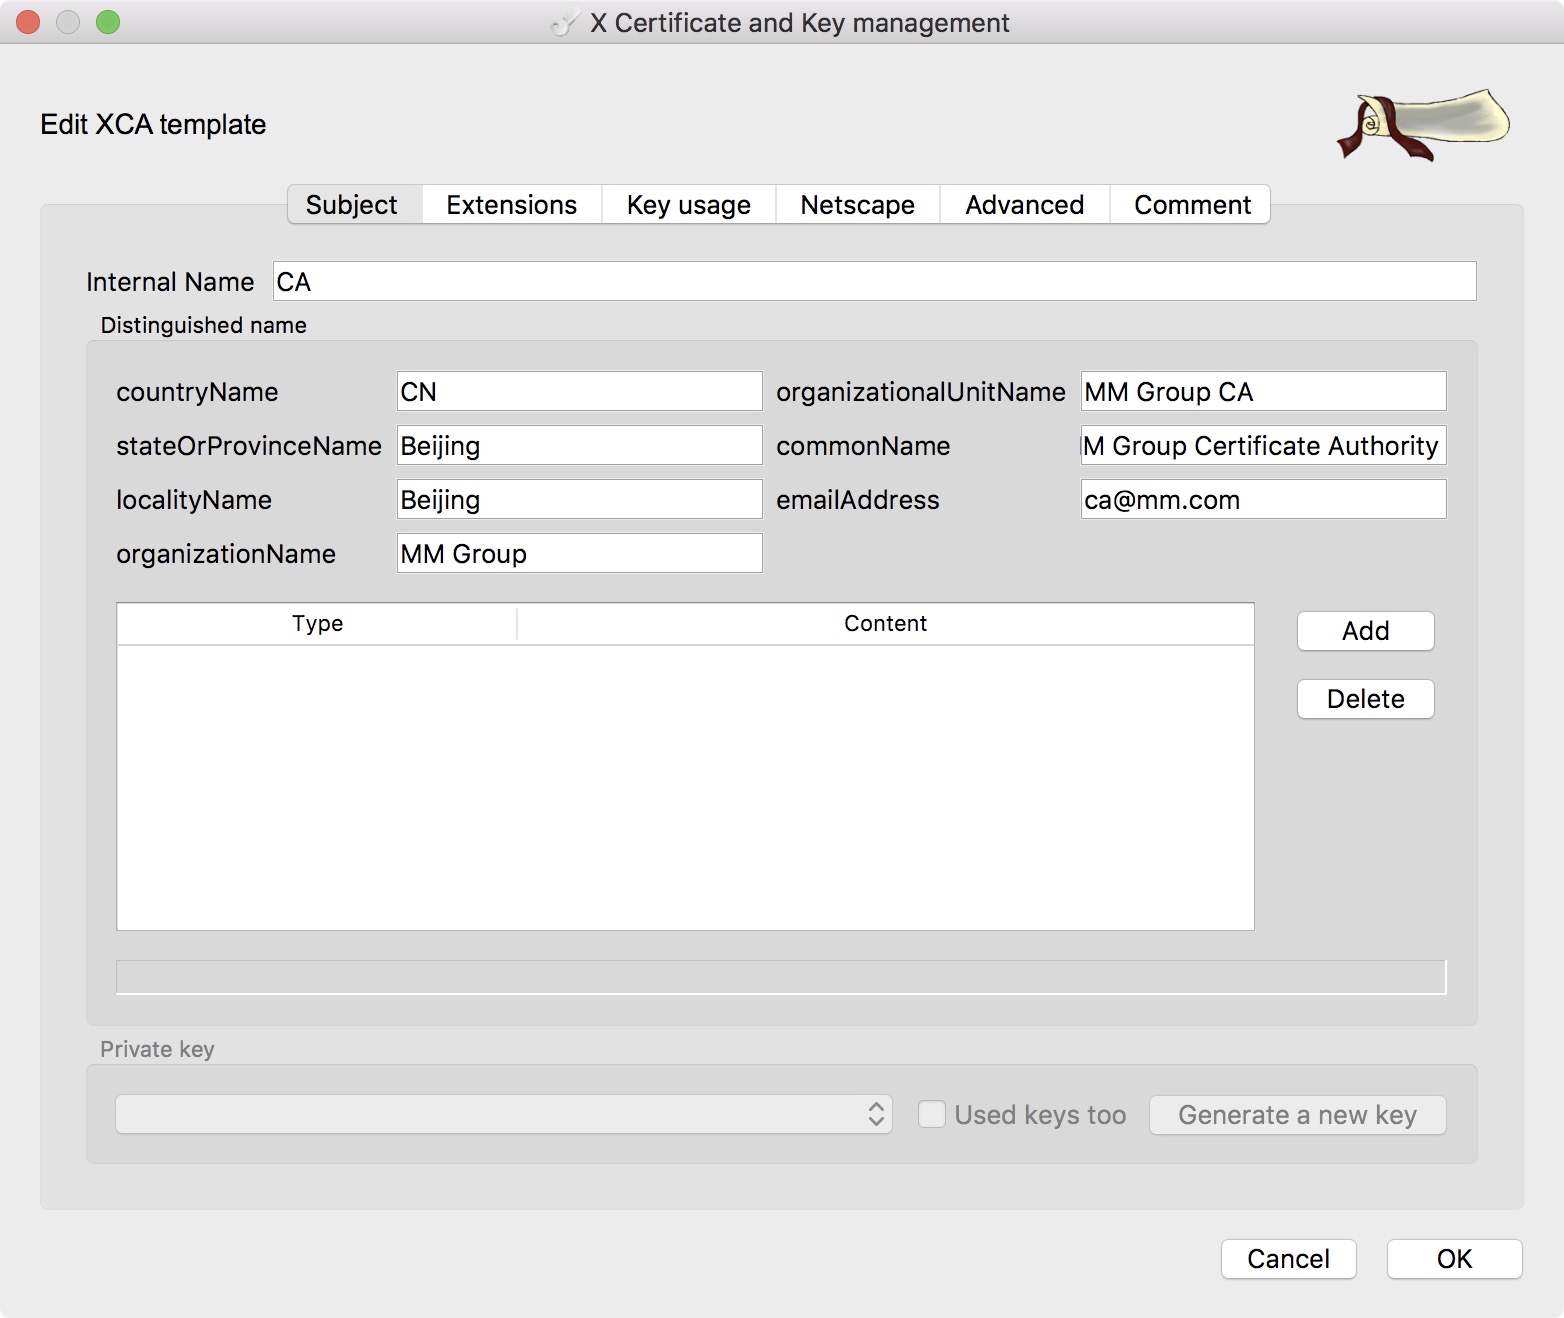 X Certificate and Key management
Edit XCA template
Subject Extensions Key usage Netscape Advanced Comment
Internal Name CA
Distinguished name
countryName CN organizationalUnitName MM Group CA
stateOrProvinceName Beijing commonName M Group Certificate Authority
localityName Beijing emailAddress ca@mm.com
organizationName MM Group
Type Content
Add
Delete
Private key
Used keys too Generate a new key
Cancel OK